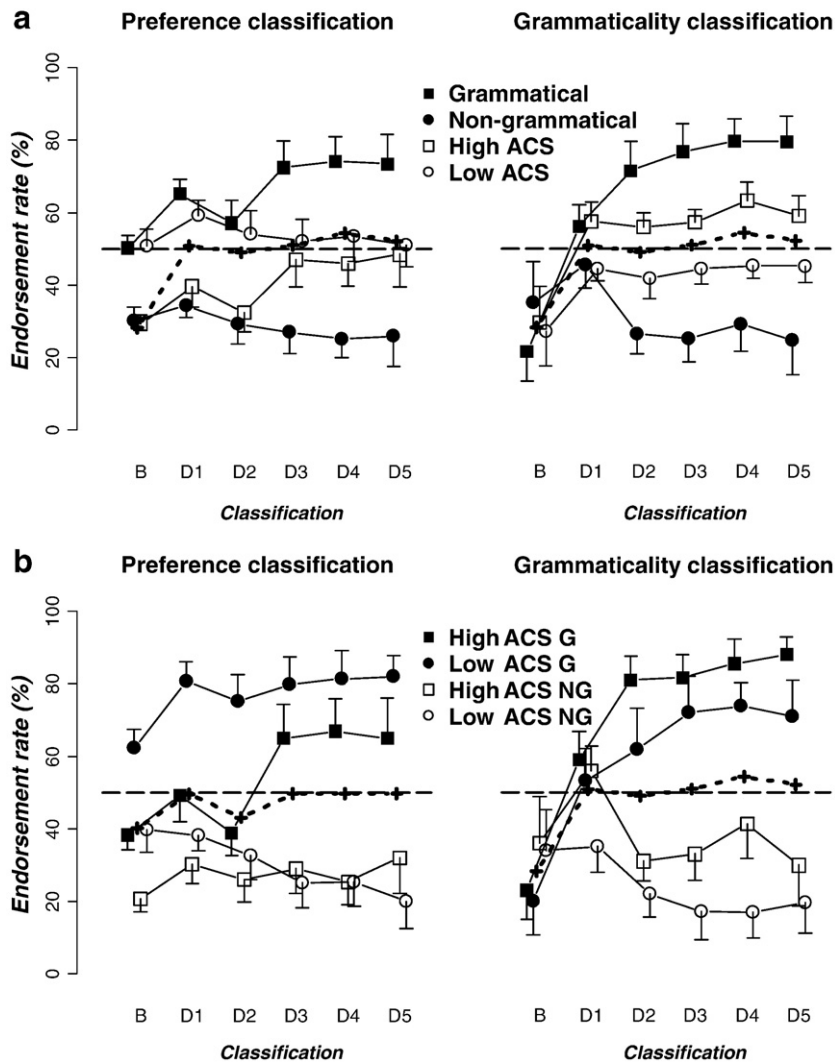 a
Preference classification
Grammaticality classification
Endorsement rate (%)
100
80
60
40
20
0
Grammatical
Non-grammatical
High ACS
Low ACS
B D1 D2 D3 D4 D5
B D1 D2 D3 D4 D5
Classification
Classification
b
Preference classification
Grammaticality classification
Endorsement rate (%)
100
80
60
40
20
0
High ACS G
Low ACS G
High ACS NG
Low ACS NG
B D1 D2 D3 D4 D5
B D1 D2 D3 D4 D5
Classification
Classification